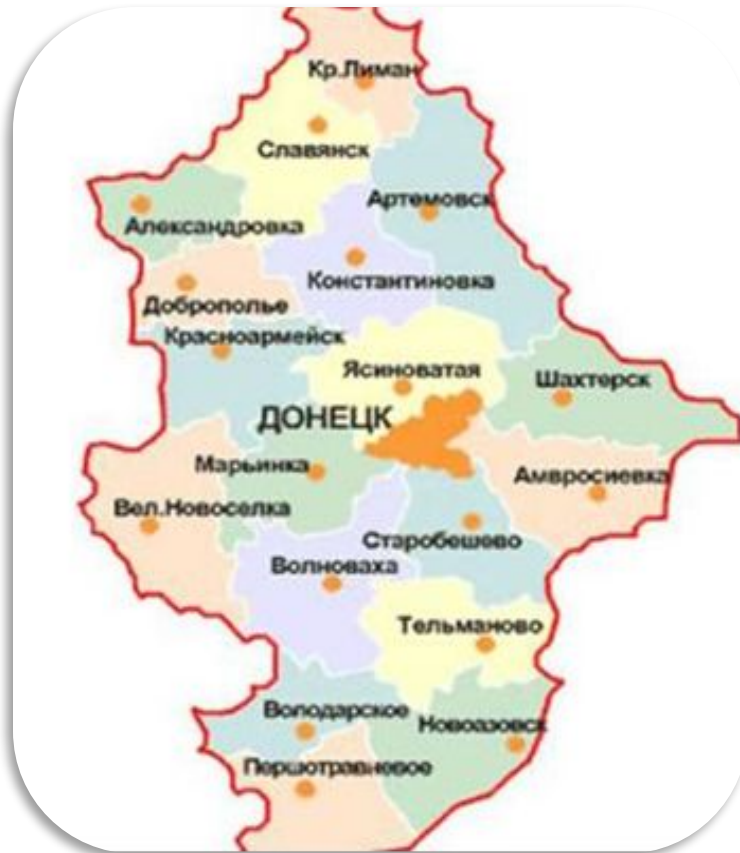 Кр.Лиман
Славянск
Артемовск
Александровка
Константиновка
Доброполье
Красноармейск
Ясиноватая
Шахтерск
ДОНЕЦК
Марьинка
Амвросиевка
Вел.Новоселка
Старобешево
Волноваха
Тельманово
Володарское
Новоазовск
Першотравневое